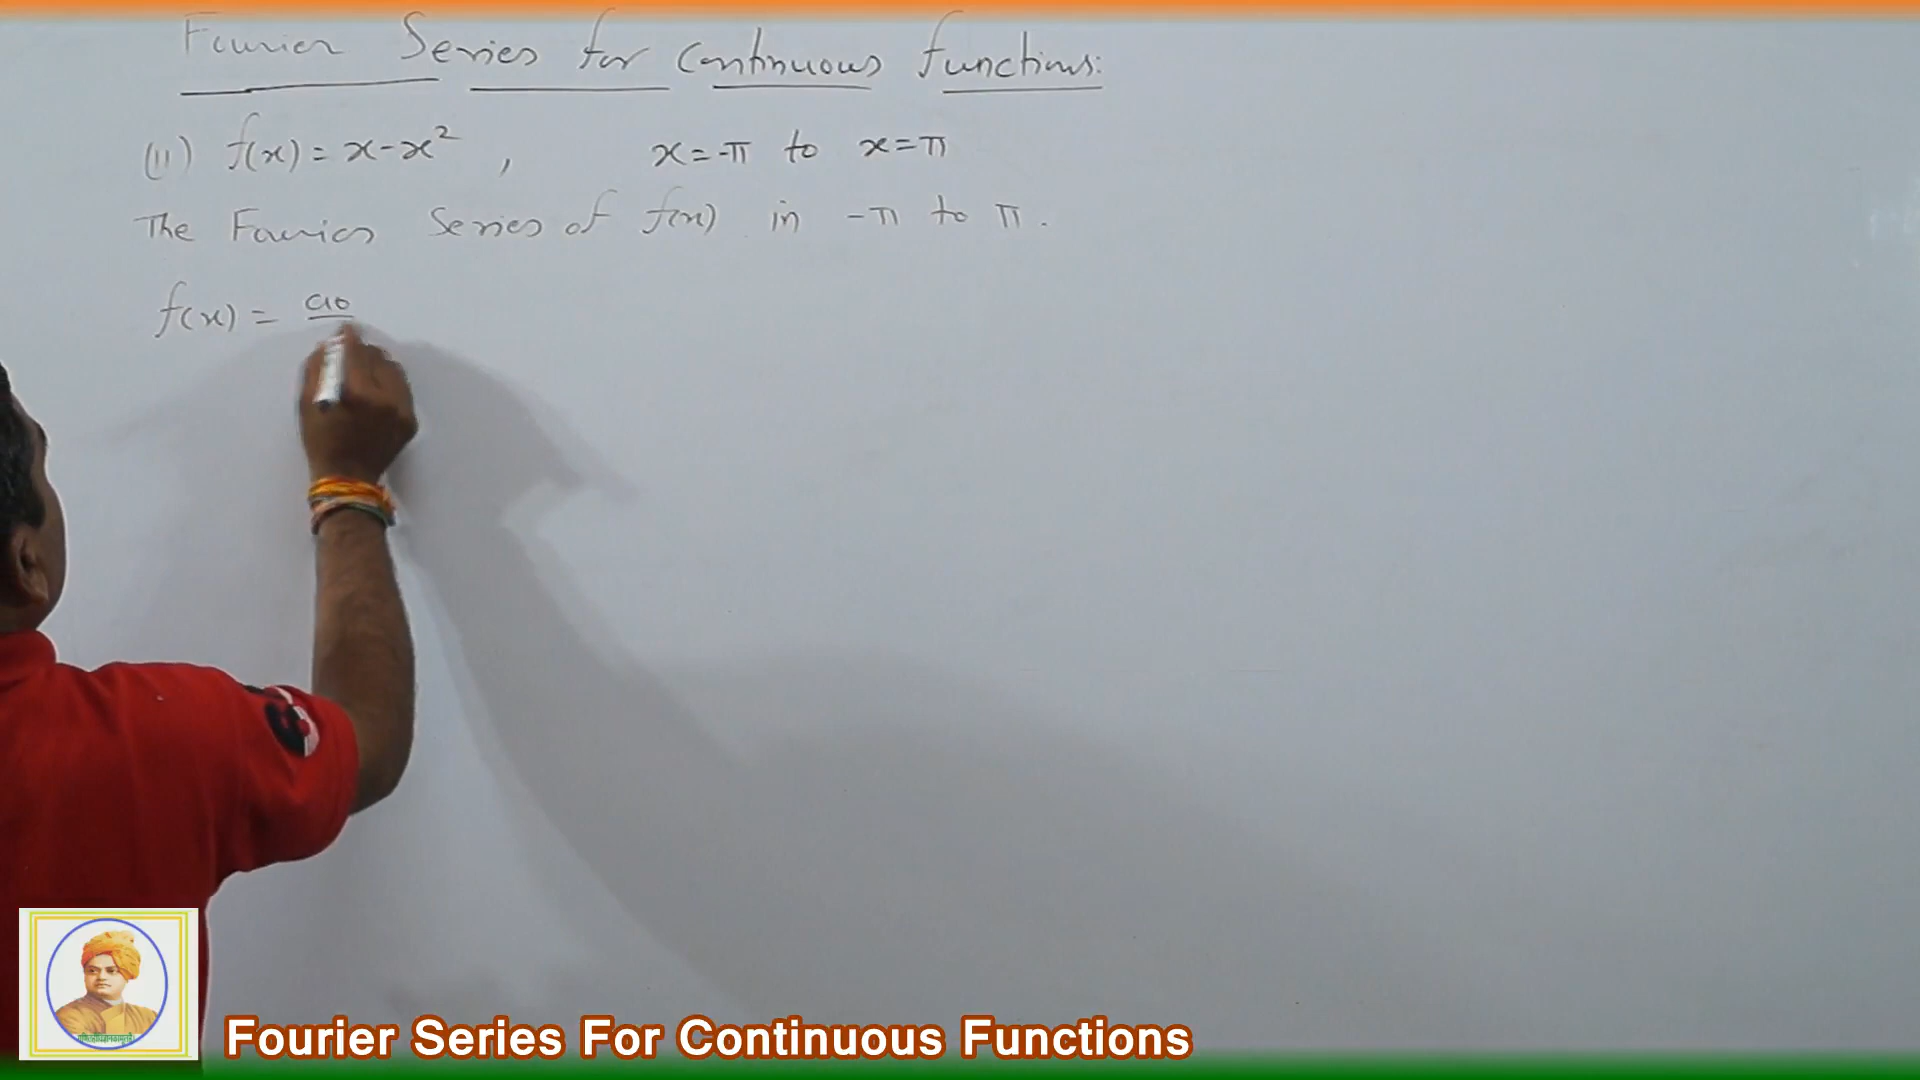 Fourier Series for Continuous Functions:
(11) f(x) = x-x² , x=-π to x=π
The Fourier Series of f(x) in -π to π.
f(x) = a0
Fourier Series For Continuous Functions